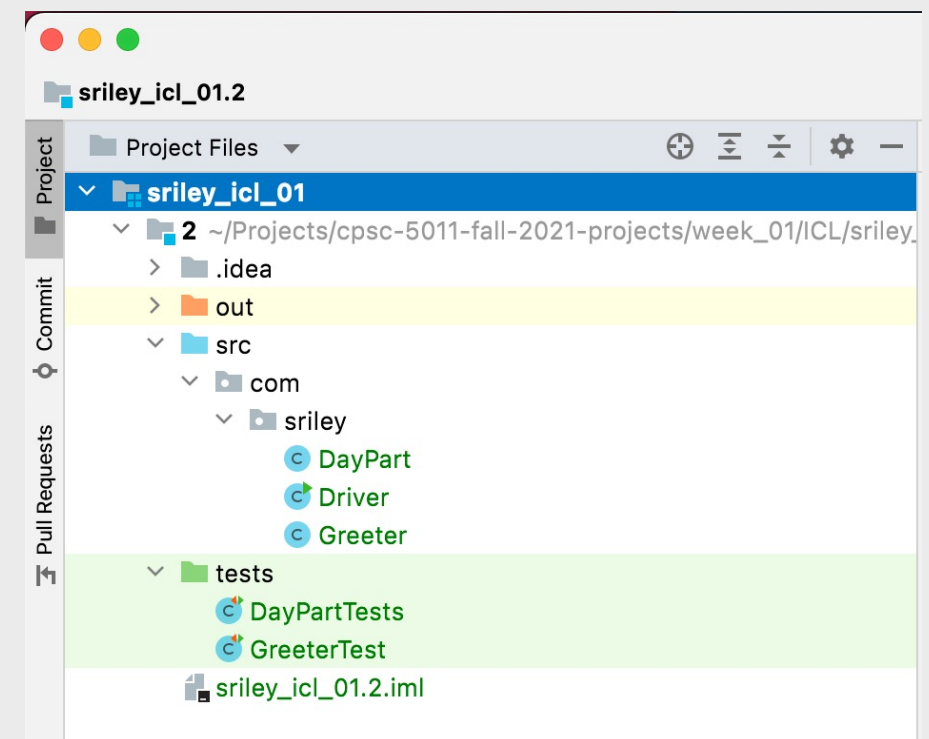 sriley_icl_01.2
Project Files
sriley_icl_01
2 ~/Projects/cpsc-5011-fall-2021-projects/week_01/ICL/sriley_
.idea
out
src
com
sriley
C DayPart
C Driver
C Greeter
tests
C DayPartTests
C GreeterTest
sriley_icl_01.2.iml
Project
Commit
Pull Requests